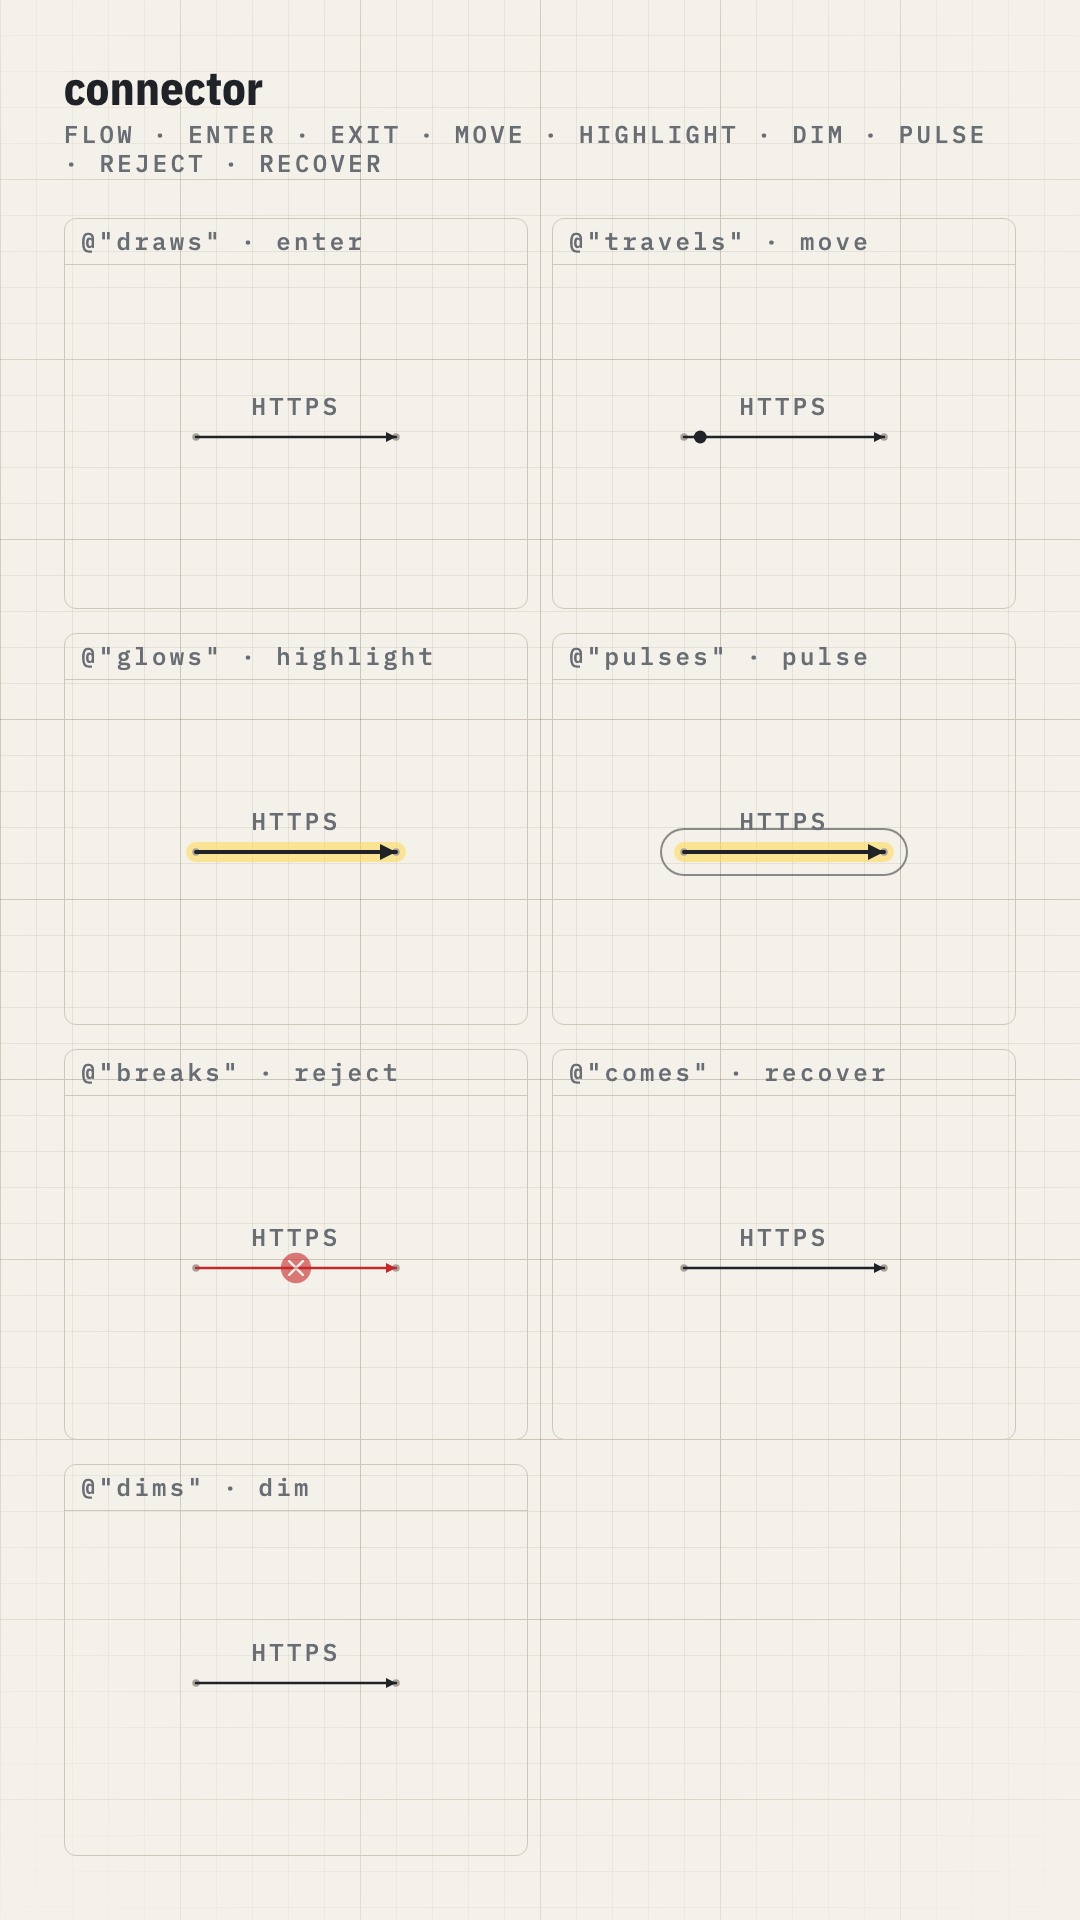 connector
FLOW · ENTER · EXIT · MOVE · HIGHLIGHT · DIM · PULSE
· REJECT · RECOVER
@"draws" · enter
HTTPS
@"travels" · move
HTTPS
@"glows" · highlight
HTTPS
@"pulses" · pulse
HTTPS
@"breaks" · reject
HTTPS
@"comes" · recover
HTTPS
@"dims" · dim
HTTPS